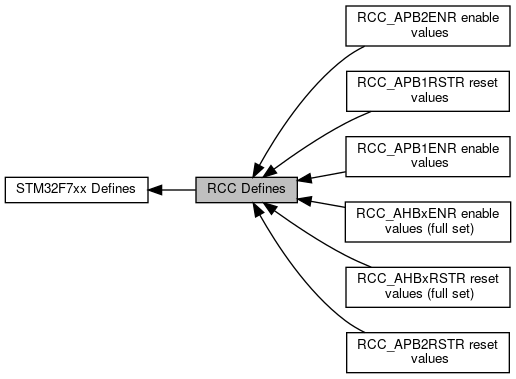 RCC_APB2ENR enable
values
RCC_APB1RSTR reset
values
RCC_APB1ENR enable
values
STM32F7xx Defines
RCC Defines
RCC_AHBxENR enable
values (full set)
RCC_AHBxRSTR reset
values (full set)
RCC_APB2RSTR reset
values